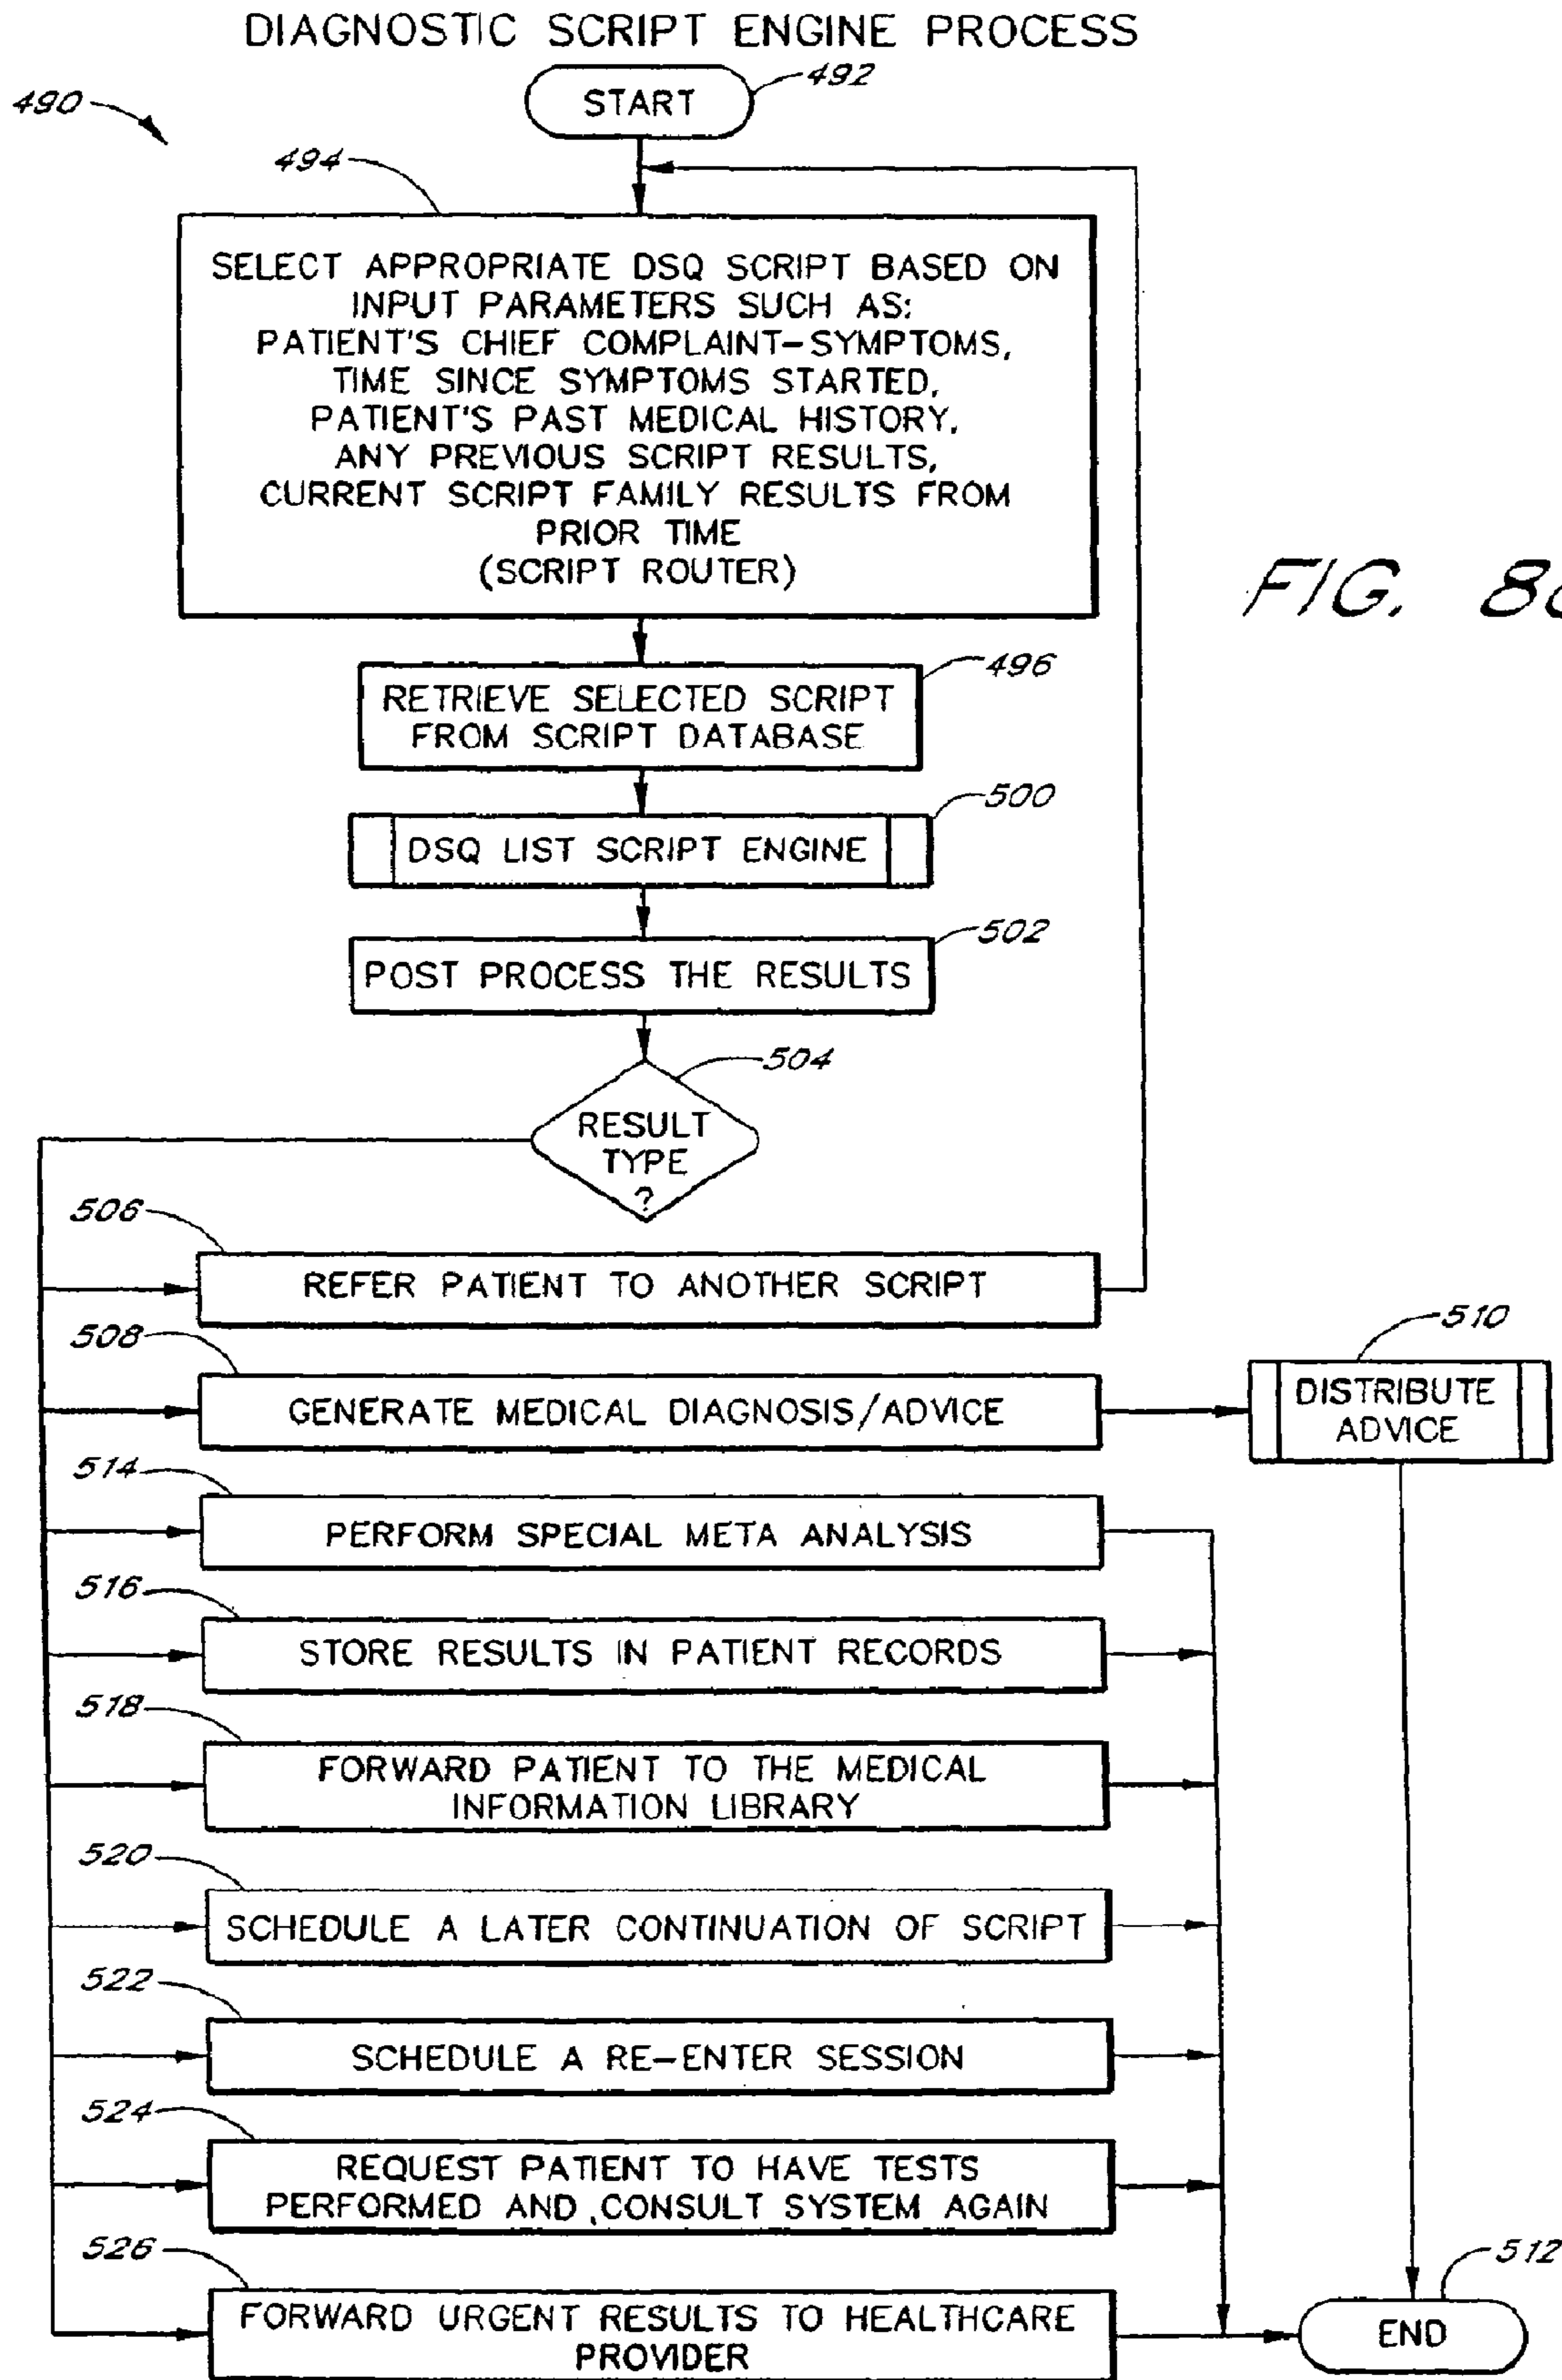 DIAGNOSTIC SCRIPT ENGINE PROCESS
490
START
492
494
SELECT APPROPRIATE DSQ SCRIPT BASED ON
INPUT PARAMETERS SUCH AS:
PATIENT'S CHIEF COMPLAINT-SYMPTOMS,
TIME SINCE SYMPTOMS STARTED,
PATIENT'S PAST MEDICAL HISTORY,
ANY PREVIOUS SCRIPT RESULTS,
CURRENT SCRIPT FAMILY RESULTS FROM
PRIOR TIME
(SCRIPT ROUTER)
FIG.
496
RETRIEVE SELECTED SCRIPT
FROM SCRIPT DATABASE
500
DSQ LIST SCRIPT ENGINE
502
POST PROCESS THE RESULTS
504
RESULT
TYPE
?
506
REFER PATIENT TO ANOTHER SCRIPT
508
GENERATE MEDICAL DIAGNOSIS/ADVICE
510
DISTRIBUTE
ADVICE
514
PERFORM SPECIAL META ANALYSIS
516
STORE RESULTS IN PATIENT RECORDS
518
FORWARD PATIENT TO THE MEDICAL
INFORMATION LIBRARY
520
SCHEDULE A LATER CONTINUATION OF SCRIPT
522
SCHEDULE A RE-ENTER SESSION
524
REQUEST PATIENT TO HAVE TESTS
PERFORMED AND CONSULT SYSTEM AGAIN
526
FORWARD URGENT RESULTS TO HEALTHCARE
PROVIDER
512
END